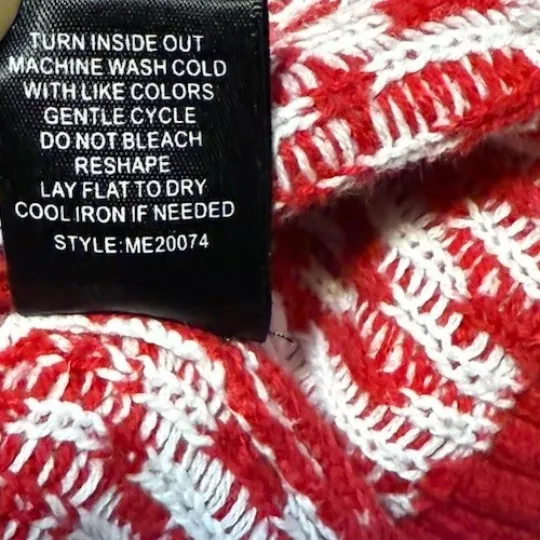 TURN INSIDE OUT
MACHINE WASH COLD
WITH LIKE COLORS
GENTLE CYCLE
DO NOT BLEACH
RESHAPE
LAY FLAT TO DRY
COOL IRON IF NEEDED
STYLE:ME20074